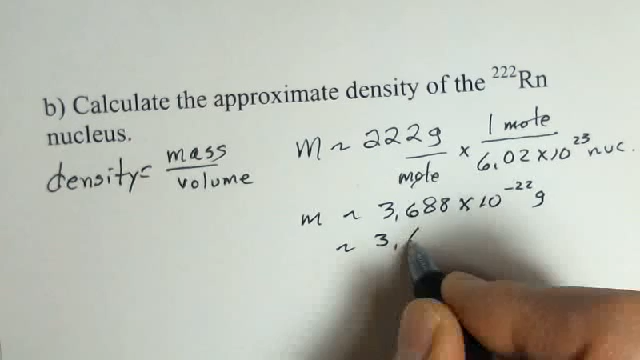 b) Calculate the approximate density of the ²²²Rn
nucleus.
density = mass / volume
m ~ 222g / mole × 1 mole / 6,02 × 10²³ nuc.
m ~ 3,688 × 10⁻²² g
~ 3,